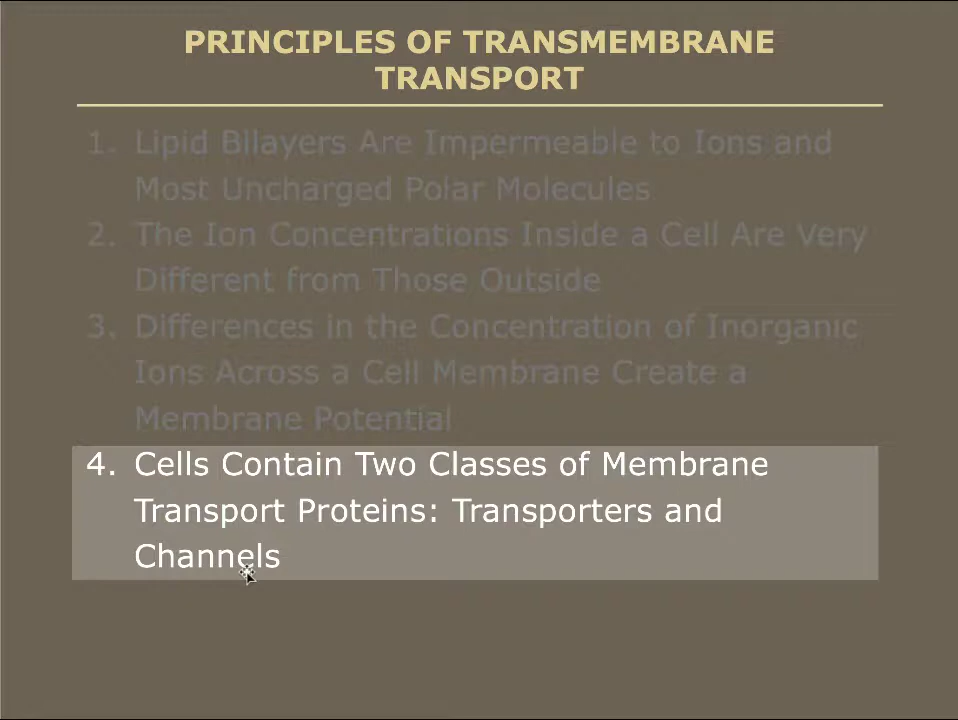 PRINCIPLES OF TRANSMEMBRANE
TRANSPORT
1. Lipid Bilayers Are Impermeable to Ions and
Most Uncharged Polar Molecules
2. The Ion Concentrations Inside a Cell Are Very
Different from Those Outside
3. Differences in the Concentration of Inorganic
Ions Across a Cell Membrane Create a
Membrane Potential
4. Cells Contain Two Classes of Membrane
Transport Proteins: Transporters and
Channels